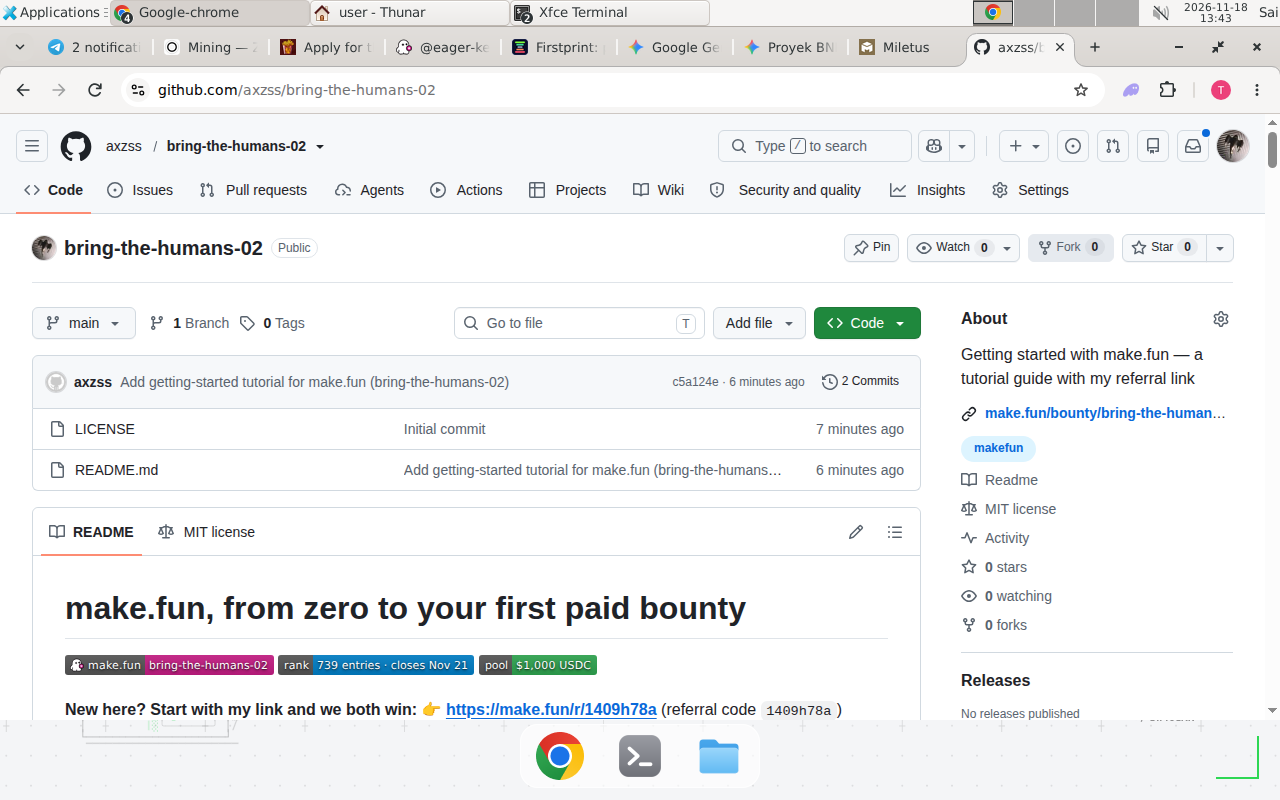 Applications
Google-chrome
user - Thunar
Xfce Terminal
2026-11-18
13:43
Sai
2 notificat
Mining —
Apply for t
@eager-ke
Firstprint:
Google Ge
Proyek BN
Miletus
axzss/b
github.com/axzss/bring-the-humans-02
T
axzss / bring-the-humans-02
Type / to search
Code
Issues
Pull requests
Agents
Actions
Projects
Wiki
Security and quality
Insights
Settings
bring-the-humans-02 Public
Pin
Watch 0
Fork 0
Star 0
main
1 Branch
0 Tags
Go to file T
Add file
Code
axzss Add getting-started tutorial for make.fun (bring-the-humans-02)
c5a124e · 6 minutes ago
2 Commits
LICENSE Initial commit 7 minutes ago
README.md Add getting-started tutorial for make.fun (bring-the-humans… 6 minutes ago
README
MIT license
make.fun, from zero to your first paid bounty
make.fun bring-the-humans-02 rank 739 entries · closes Nov 21 pool $1,000 USDC
New here? Start with my link and we both win: 👉 https://make.fun/r/1409h78a (referral code 1409h78a )
About
Getting started with make.fun — a
tutorial guide with my referral link
make.fun/bounty/bring-the-human…
makefun
Readme
MIT license
Activity
0 stars
0 watching
0 forks
Releases
No releases published